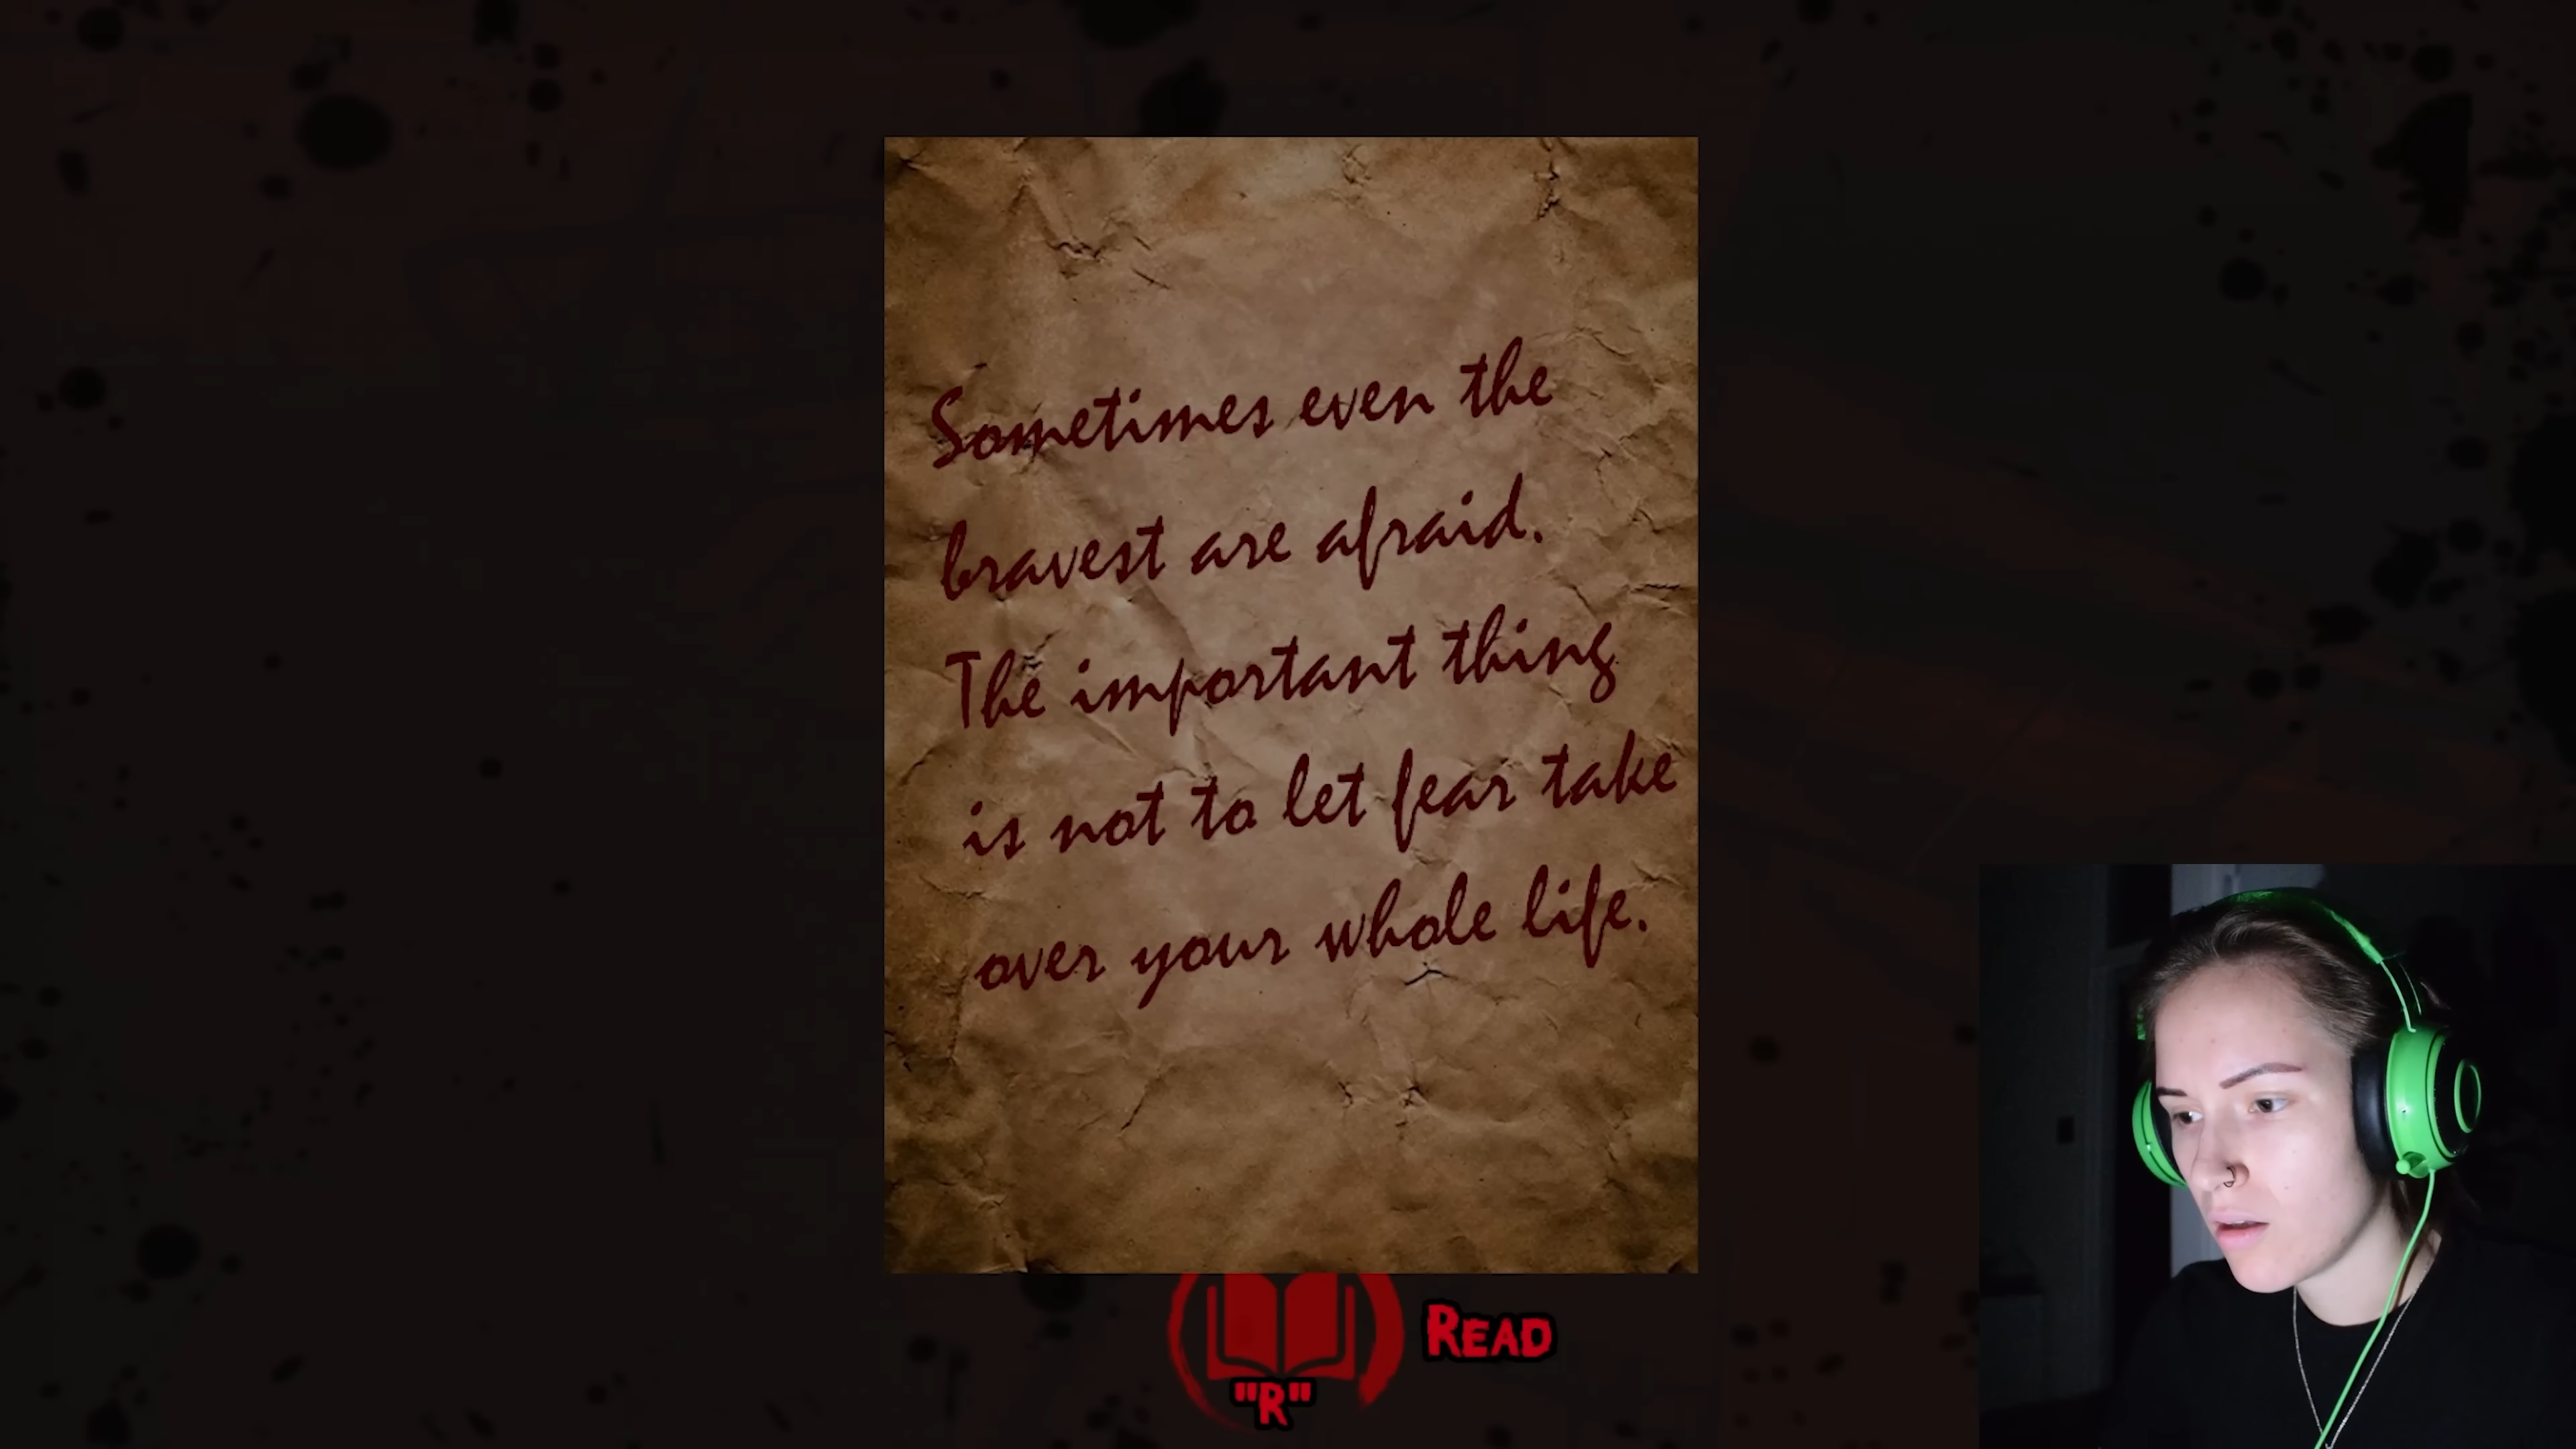 Sometimes even the
bravest are afraid.
The important thing
is not to let fear take
over your whole life.
Read
"R"